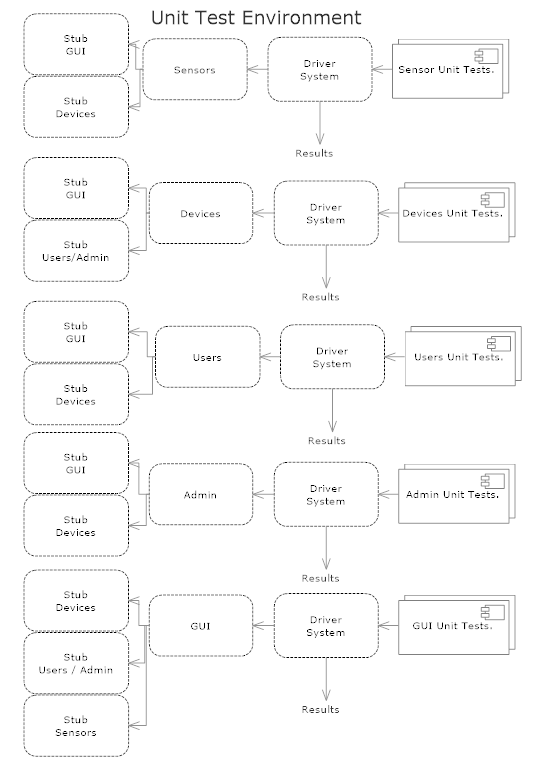 Unit Test Environment
Stub
GUI
Stub
Devices
Sensors
Driver
System
Sensor Unit Tests.
Results
Stub
GUI
Stub
Users/Admin
Devices
Driver
System
Devices Unit Tests.
Results
Stub
GUI
Stub
Devices
Users
Driver
System
Users Unit Tests.
Results
Stub
GUI
Stub
Devices
Admin
Driver
System
Admin Unit Tests.
Results
Stub
Devices
Stub
Users / Admin
Stub
Sensors
GUI
Driver
System
GUI Unit Tests.
Results